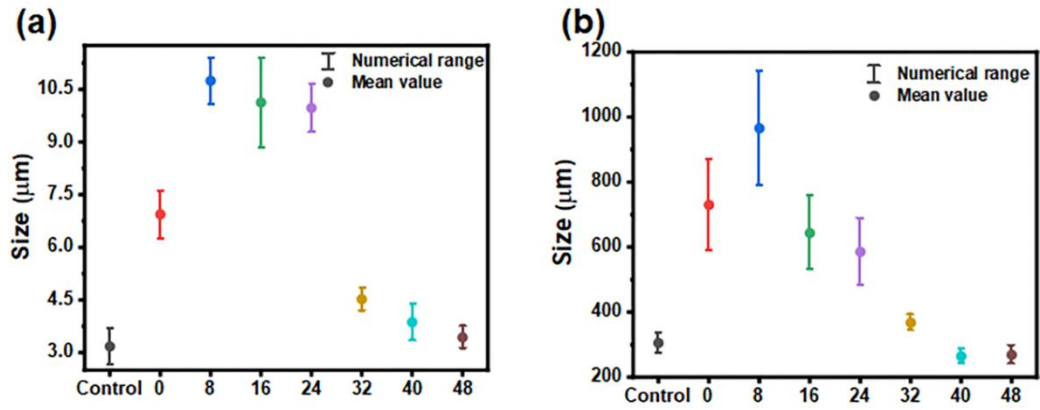 (a)
Size (μm)
10.5
9.0
7.5
6.0
4.5
3.0
Numerical range
Mean value
Control 0 8 16 24 32 40 48
(b)
Size (μm)
1200
1000
800
600
400
200
Numerical range
Mean value
Control 0 8 16 24 32 40 48